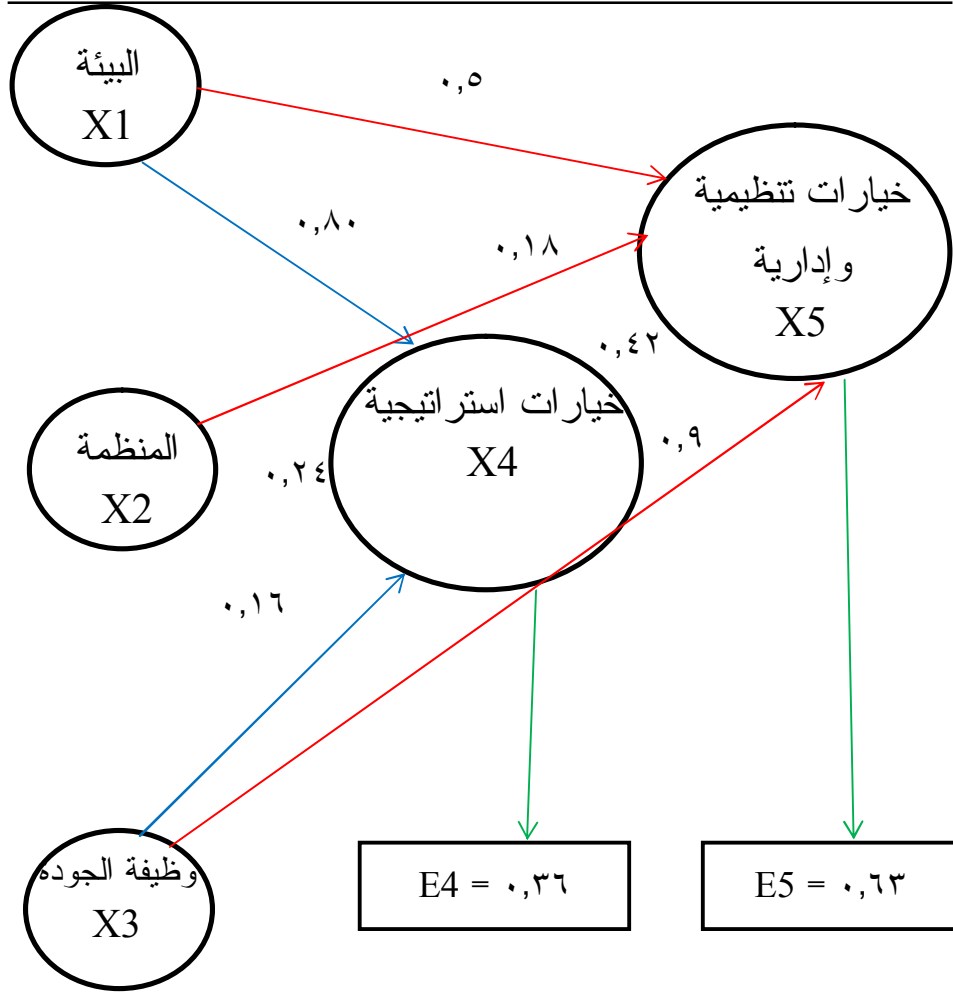 البيئة
X1
٠,٥
خيارات تنظيمية
وإدارية
X5
٠,٨٠
٠,١٨
٠,٤٢
خيارات استراتيجية
X4
٠,٩
المنظمة
X2
٠,٢٤
٠,١٦
وظيفة الجوده
X3
E4 = ٠,٣٦
E5 = ٠,٦٣